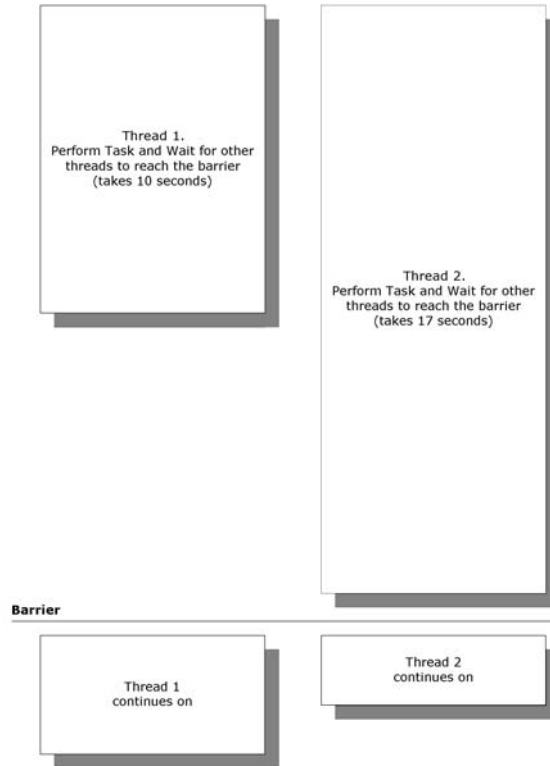 Thread 1.
Perform Task and Wait for other
threads to reach the barrier
(takes 10 seconds)
Thread 2.
Perform Task and Wait for other
threads to reach the barrier
(takes 17 seconds)
Barrier
Thread 1
continues on
Thread 2
continues on